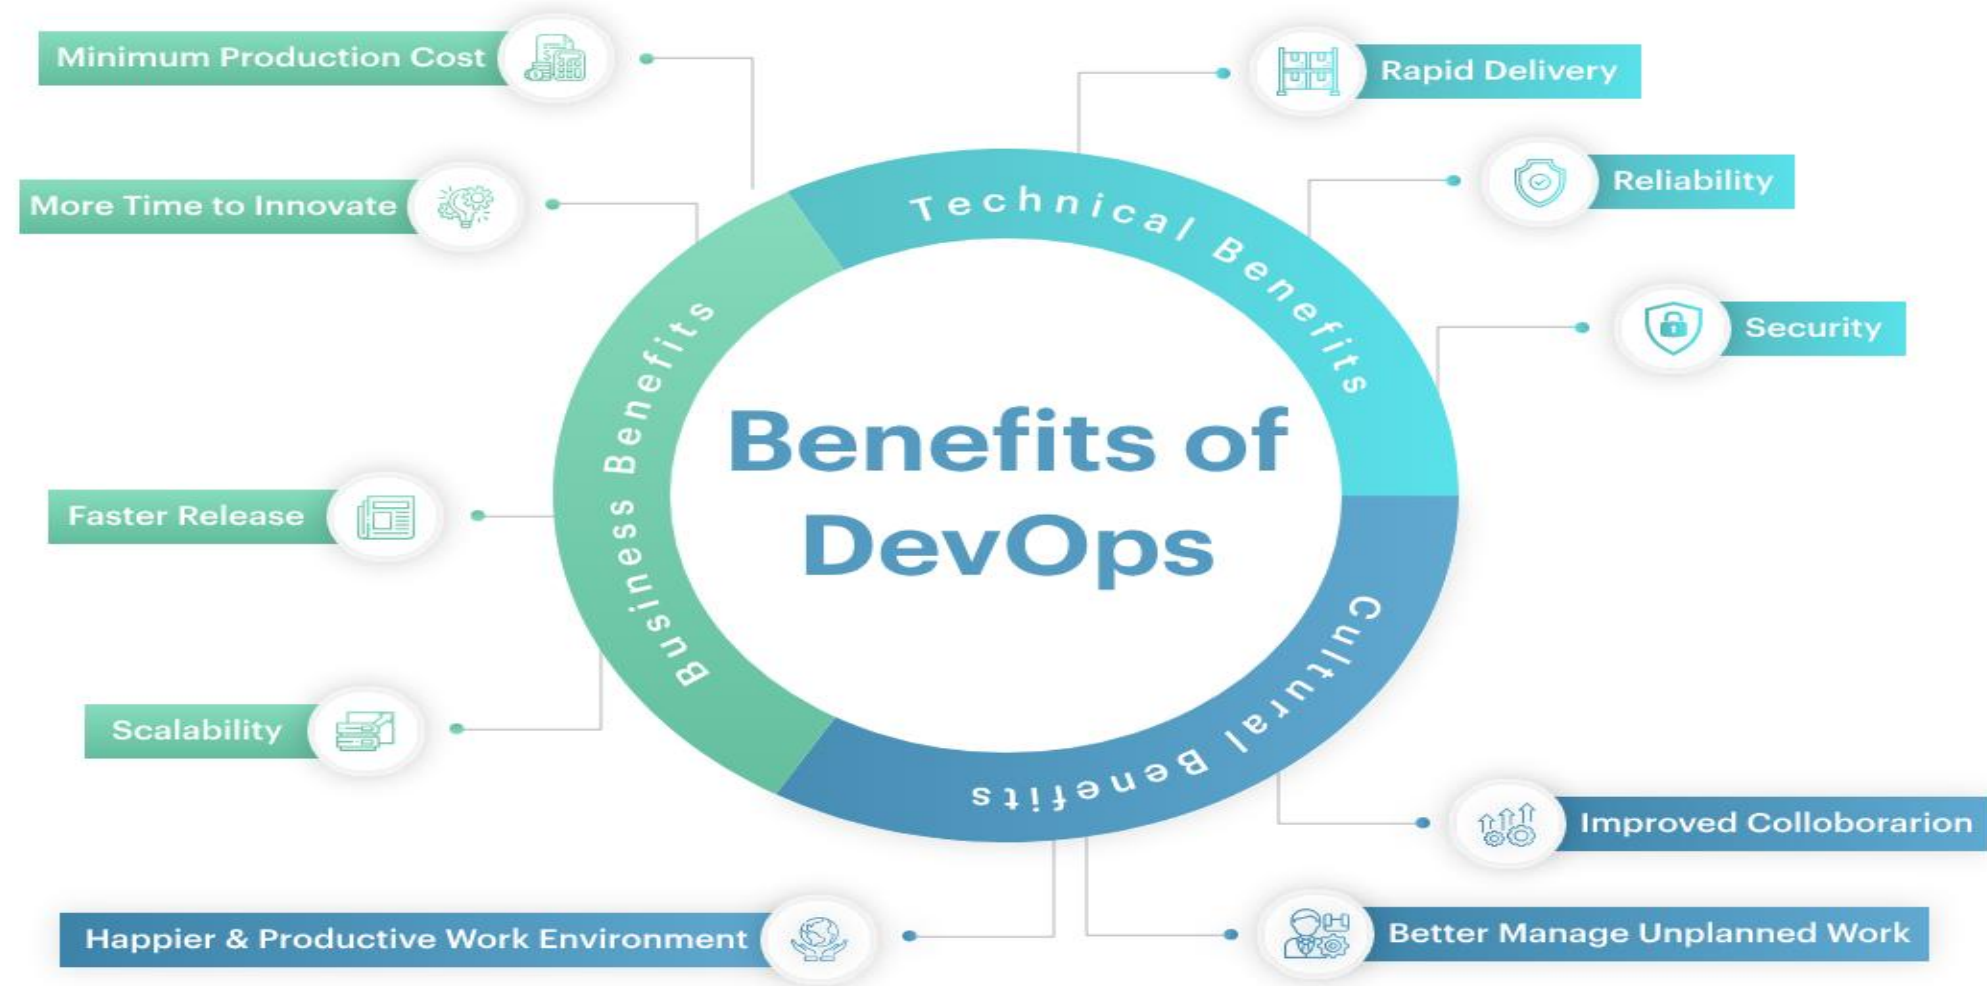 Minimum Production Cost
More Time to Innovate
Faster Release
Scalability
Business Benefits
Technical Benefits
Rapid Delivery
Reliability
Security
Benefits of
DevOps
Cultural Benefits
Improved Colloborarion
Better Manage Unplanned Work
Happier & Productive Work Environment